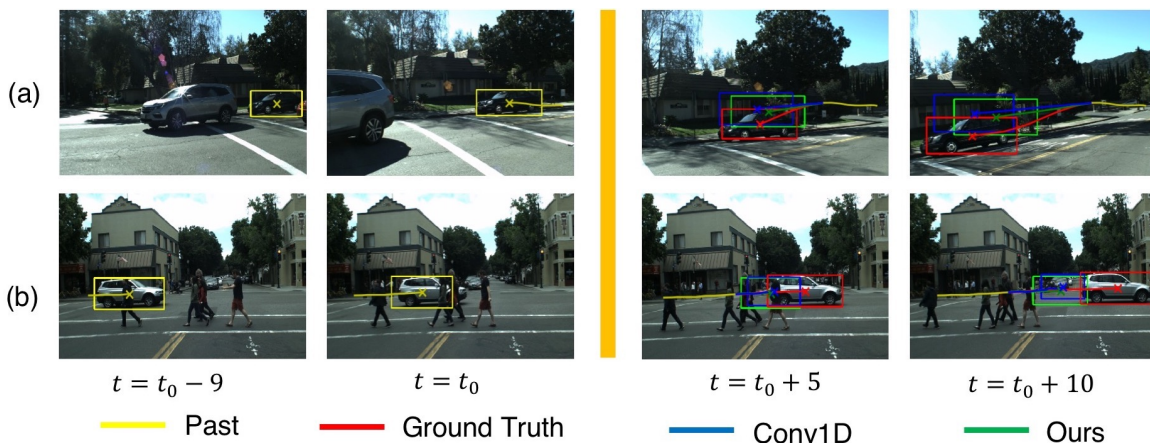 (a)
(b)
t = t₀ − 9
t = t₀
t = t₀ + 5
t = t₀ + 10
Past
Ground Truth
Conv1D
Ours